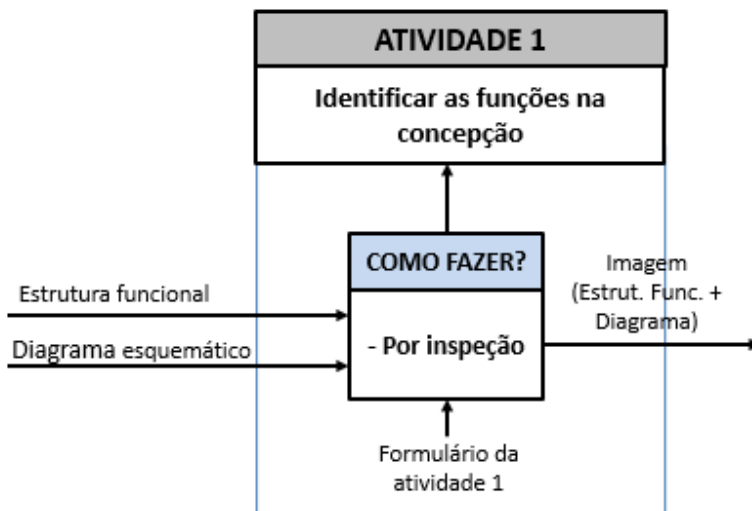 ATIVIDADE 1
Identificar as funções na
concepção
COMO FAZER?
- Por inspeção
Estrutura funcional
Diagrama esquemático
Imagem
(Estrut. Func. +
Diagrama)
Formulário da
atividade 1